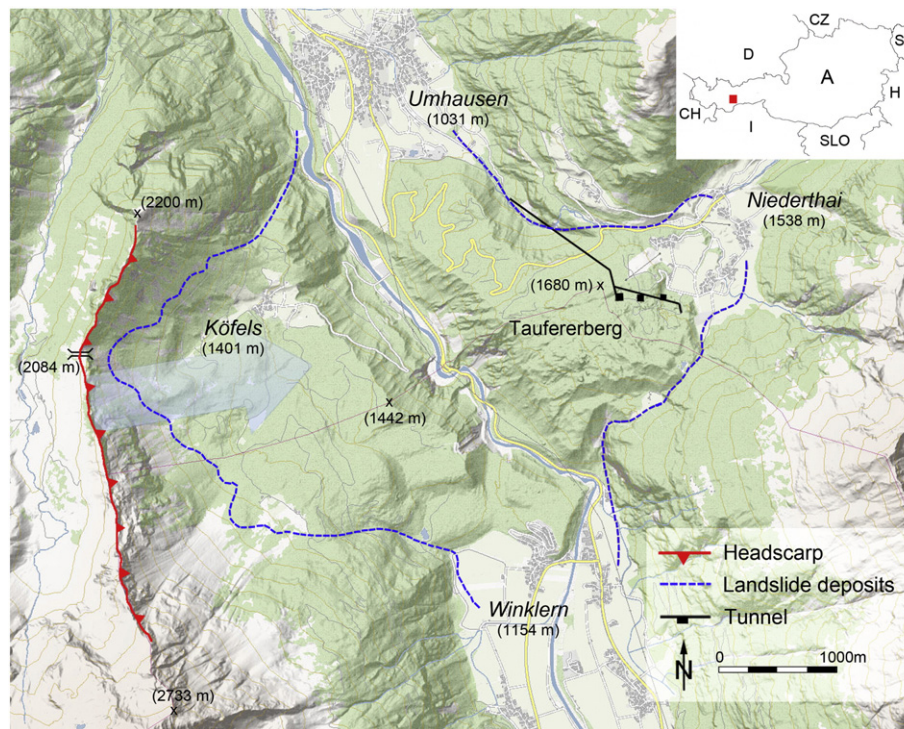 CZ
S
D
A
H
CH
I
SLO
Umhausen
(1031 m)
Niederthai
(1538 m)
(2200 m)
(1680 m) x
Taufererberg
Köfels
(1401 m)
(2084 m)
x
(1442 m)
Winklern
(1154 m)
(2733 m)
x
Headscarp
Landslide deposits
Tunnel
N
0
1000m